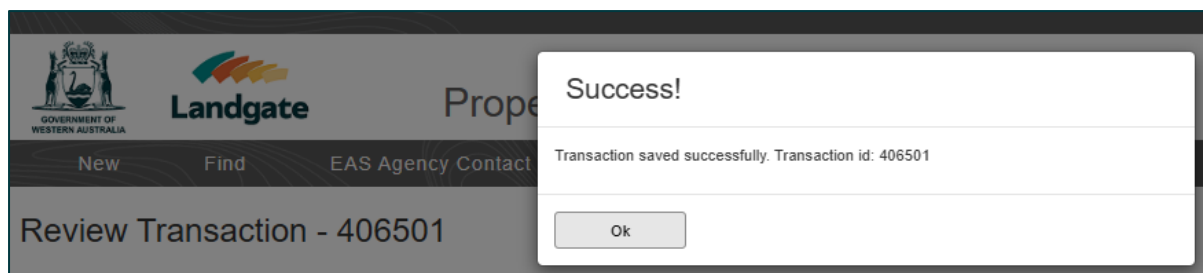 GOVERNMENT OF
WESTERN AUSTRALIA
Landgate
Prope
New Find EAS Agency Contact
Review Transaction - 406501
Success!
Transaction saved successfully. Transaction id: 406501
Ok